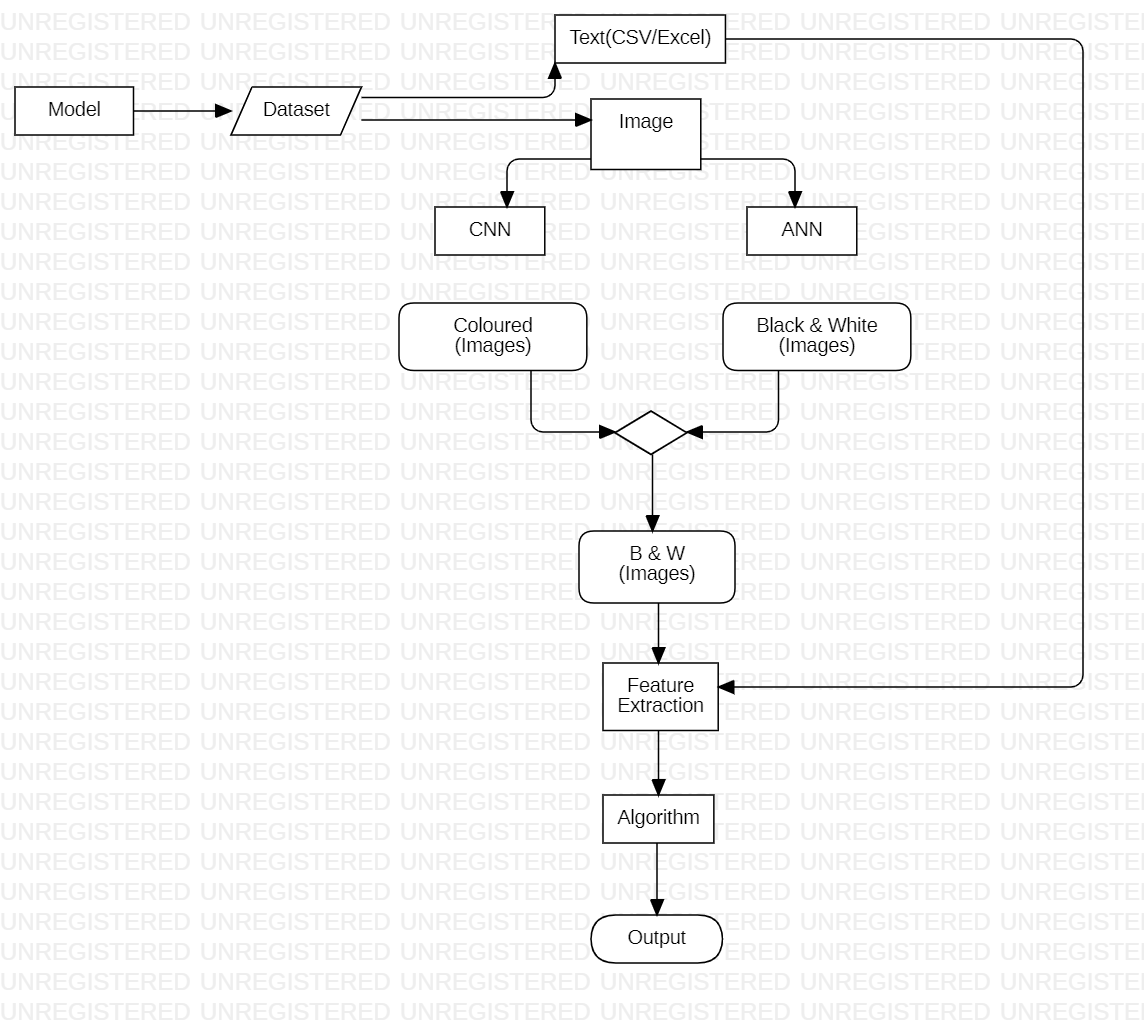 Text(CSV/Excel)
Model
Dataset
Image
CNN
ANN
Coloured
(Images)
Black & White
(Images)
B & W
(Images)
Feature
Extraction
Algorithm
Output
UNREGISTERED